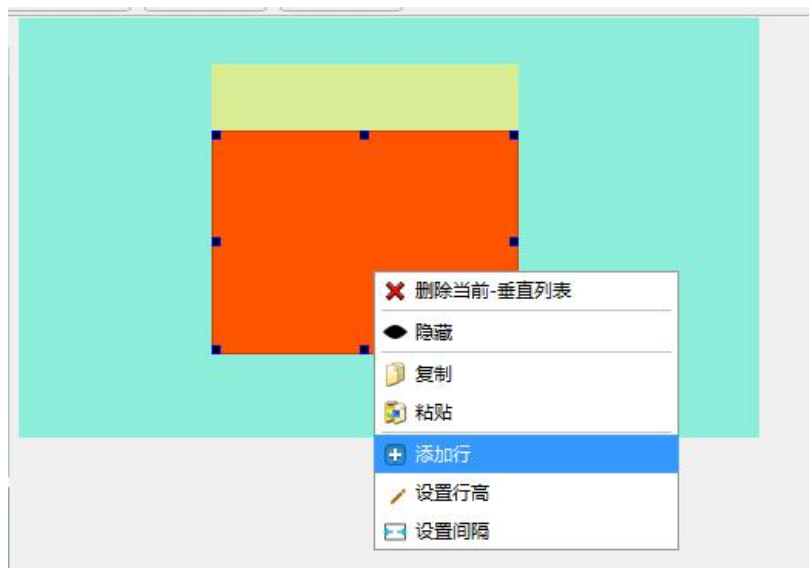 删除当前-垂直列表
隐藏
复制
粘贴
添加行
设置行高
设置间隔